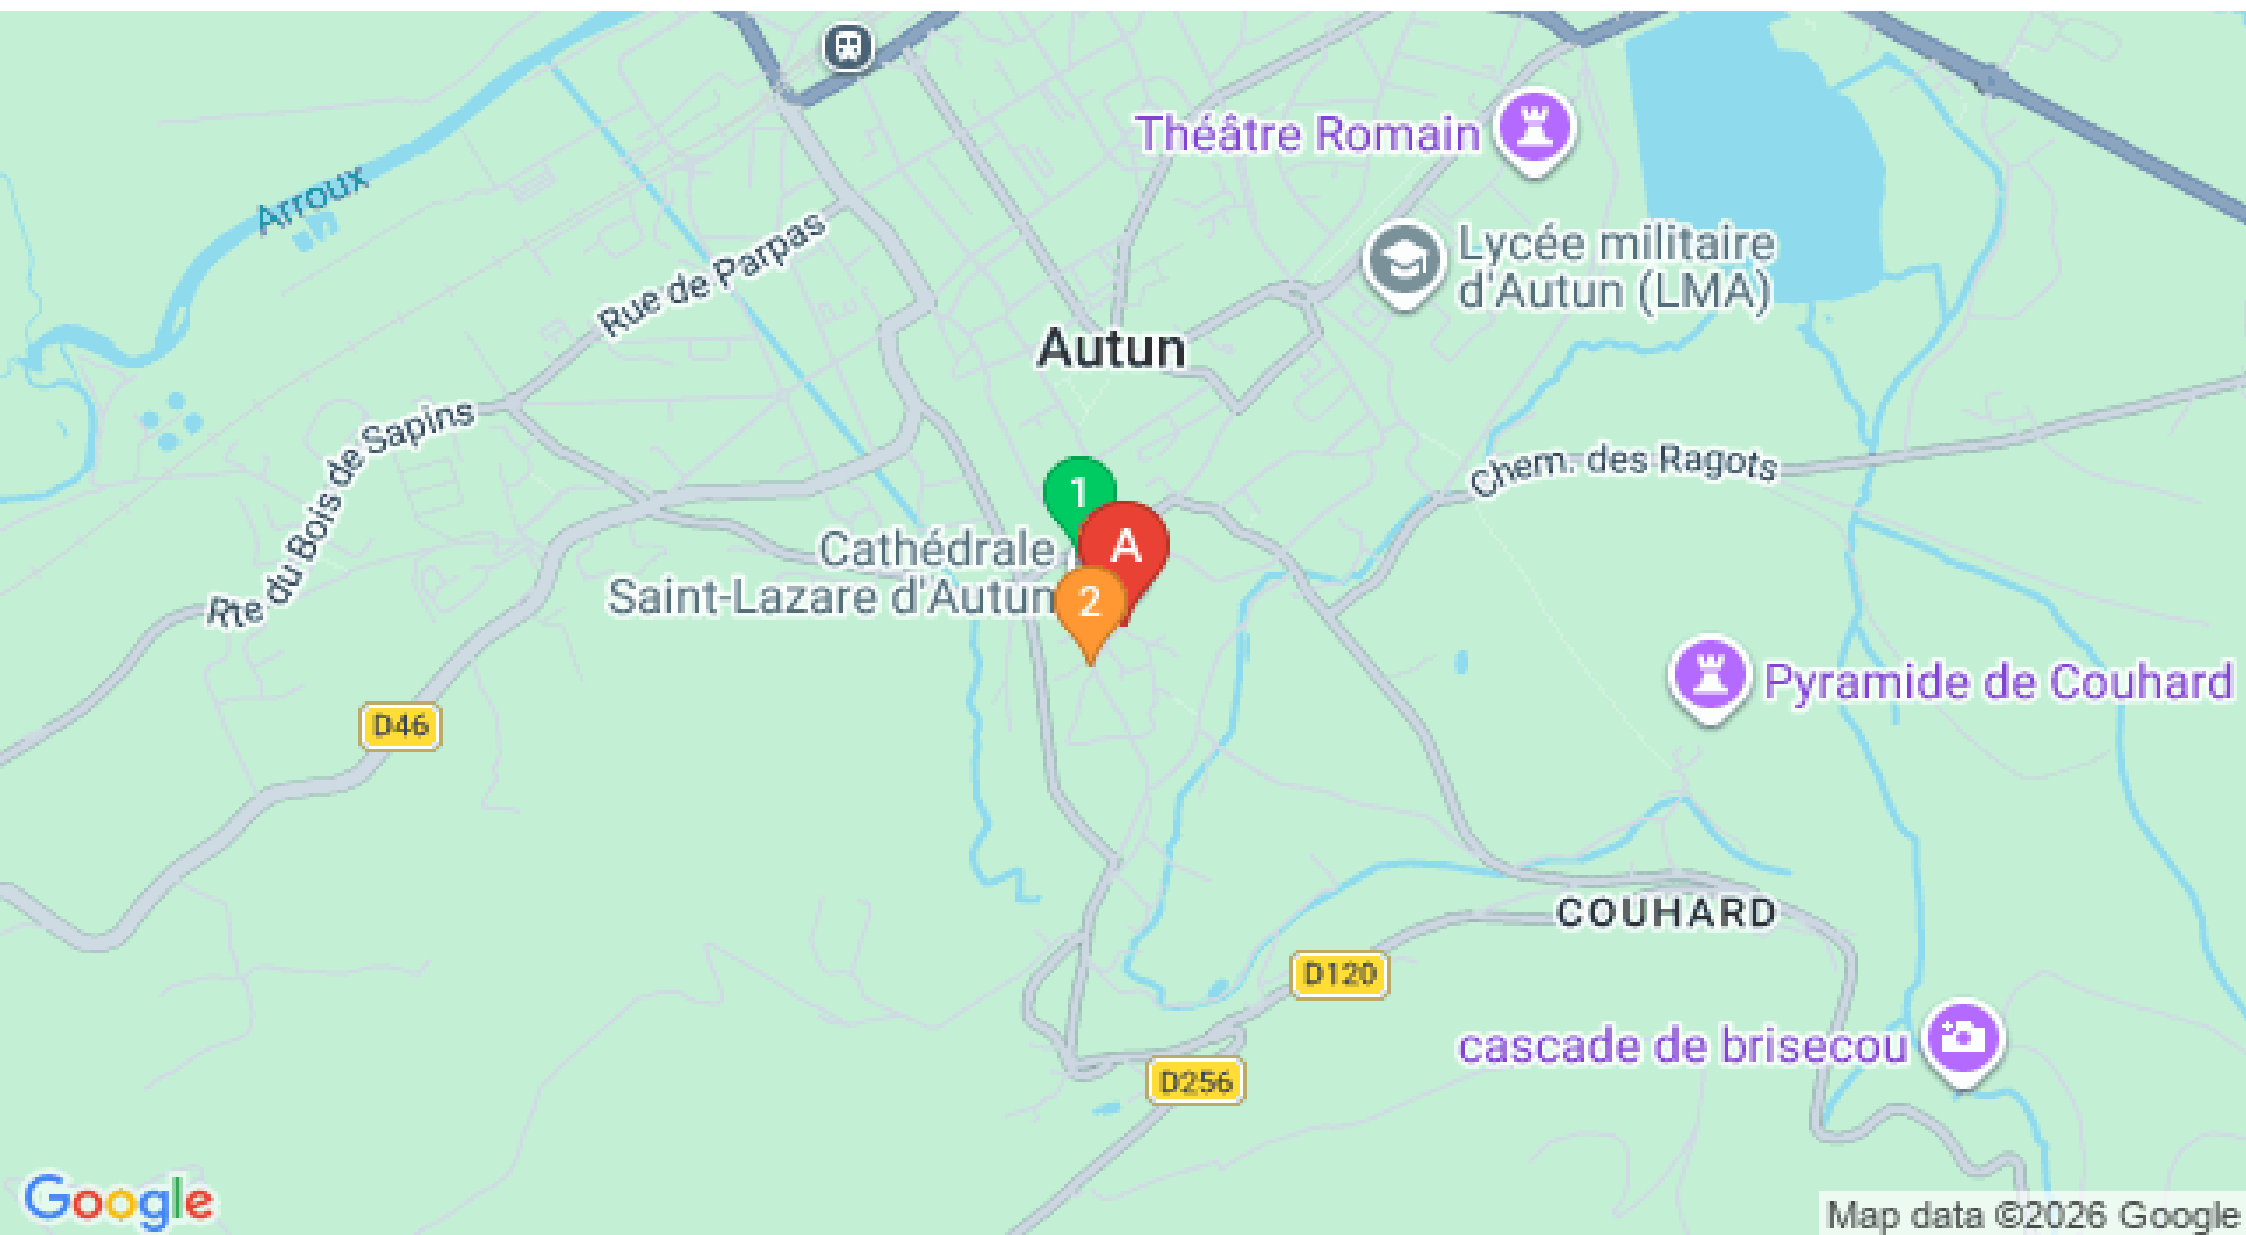 Théâtre Romain
Arroux
Lycée militaire
d'Autun (LMA)
Rue de Parpas
Autun
Rte du Bois de Sapins
Chem. des Ragots
1
A
Cathédrale
Saint-Lazare d'Autun
2
Pyramide de Couhard
D46
COUHARD
D120
cascade de brisecou
D256
Google
Map data ©2026 Google